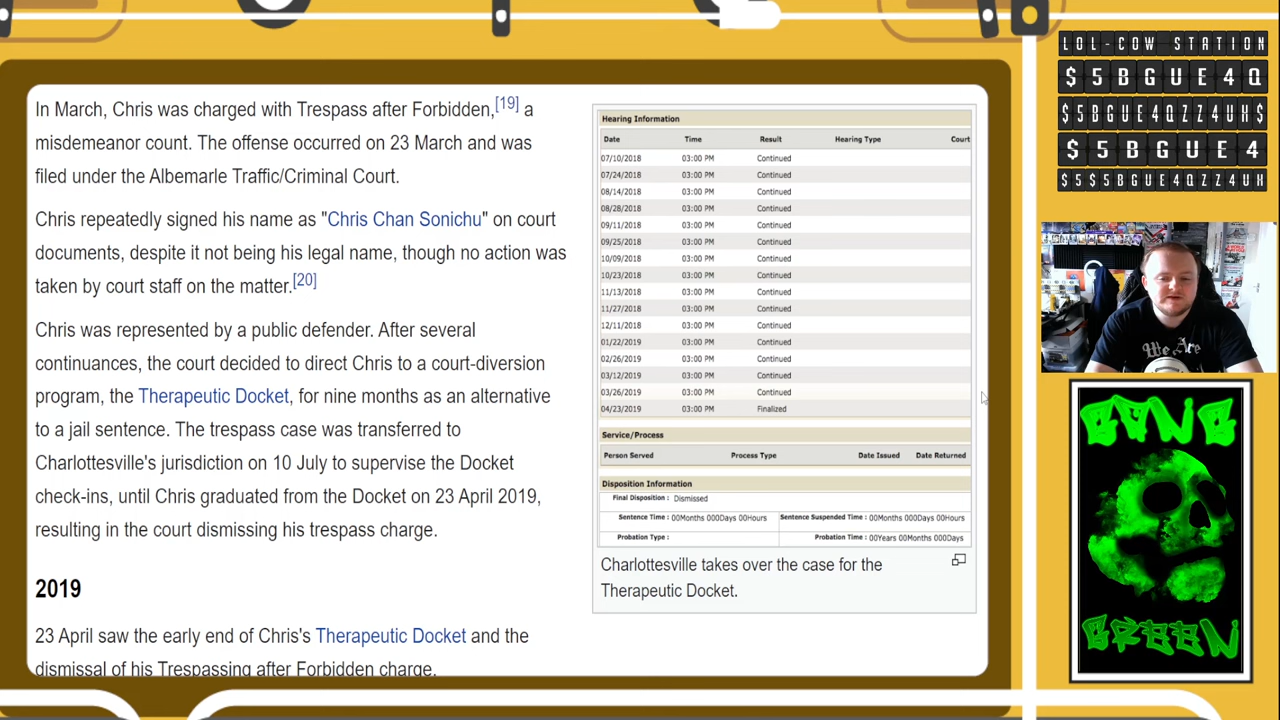 In March, Chris was charged with Trespass after Forbidden,[19] a
misdemeanor count. The offense occurred on 23 March and was
filed under the Albemarle Traffic/Criminal Court.
Chris repeatedly signed his name as "Chris Chan Sonichu" on court
documents, despite it not being his legal name, though no action was
taken by court staff on the matter.[20]
Chris was represented by a public defender. After several
continuances, the court decided to direct Chris to a court-diversion
program, the Therapeutic Docket, for nine months as an alternative
to a jail sentence. The trespass case was transferred to
Charlottesville's jurisdiction on 10 July to supervise the Docket
check-ins, until Chris graduated from the Docket on 23 April 2019,
resulting in the court dismissing his trespass charge.
2019
23 April saw the early end of Chris's Therapeutic Docket and the
dismissal of his Trespassing after Forbidden charge.
Hearing Information
Date Time Result Hearing Type Court
07/10/2018 03:00 PM Continued
07/24/2018 03:00 PM Continued
08/14/2018 03:00 PM Continued
08/28/2018 03:00 PM Continued
09/11/2018 03:00 PM Continued
09/25/2018 03:00 PM Continued
10/09/2018 03:00 PM Continued
10/23/2018 03:00 PM Continued
11/13/2018 03:00 PM Continued
11/27/2018 03:00 PM Continued
12/11/2018 03:00 PM Continued
01/22/2019 03:00 PM Continued
02/26/2019 03:00 PM Continued
03/12/2019 03:00 PM Continued
03/26/2019 03:00 PM Continued
04/23/2019 03:00 PM Finalized
Service/Process
Person Served Process Type Date Issued Date Returned
Disposition Information
Final Disposition : Dismissed
Sentence Time : 00Months 000Days 00Hours Sentence Suspended Time : 00Months 000Days 00Hours
Probation Type : Probation Time : 00Years 00Months 000Days
Charlottesville takes over the case for the
Therapeutic Docket.
LOL-COW STATION
$5BGUE4Q
$5BGUE4QZZ4UX$
$5BGUE4
$5$5BGUE4QZZ4UX
We Are
GANG
GREEN